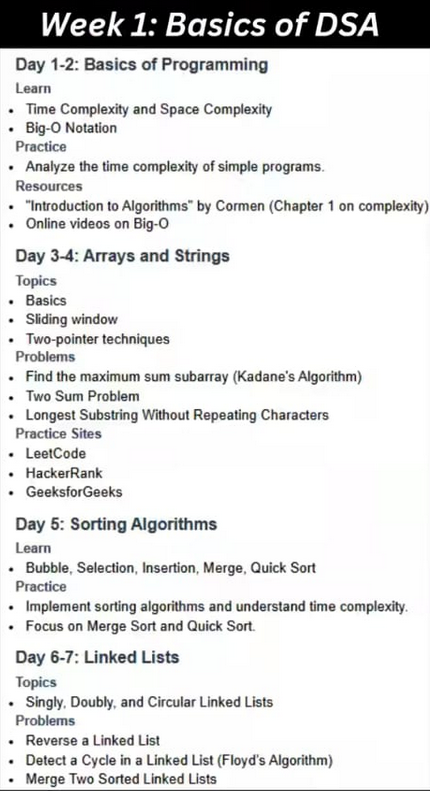 Week 1: Basics of DSA
Day 1-2: Basics of Programming
Learn
• Time Complexity and Space Complexity
• Big-O Notation
Practice
• Analyze the time complexity of simple programs.
Resources
• "Introduction to Algorithms" by Cormen (Chapter 1 on complexity)
• Online videos on Big-O
Day 3-4: Arrays and Strings
Topics
• Basics
• Sliding window
• Two-pointer techniques
Problems
• Find the maximum sum subarray (Kadane's Algorithm)
• Two Sum Problem
• Longest Substring Without Repeating Characters
Practice Sites
• LeetCode
• HackerRank
• GeeksforGeeks
Day 5: Sorting Algorithms
Learn
• Bubble, Selection, Insertion, Merge, Quick Sort
Practice
• Implement sorting algorithms and understand time complexity.
• Focus on Merge Sort and Quick Sort.
Day 6-7: Linked Lists
Topics
• Singly, Doubly, and Circular Linked Lists
Problems
• Reverse a Linked List
• Detect a Cycle in a Linked List (Floyd's Algorithm)
• Merge Two Sorted Linked Lists